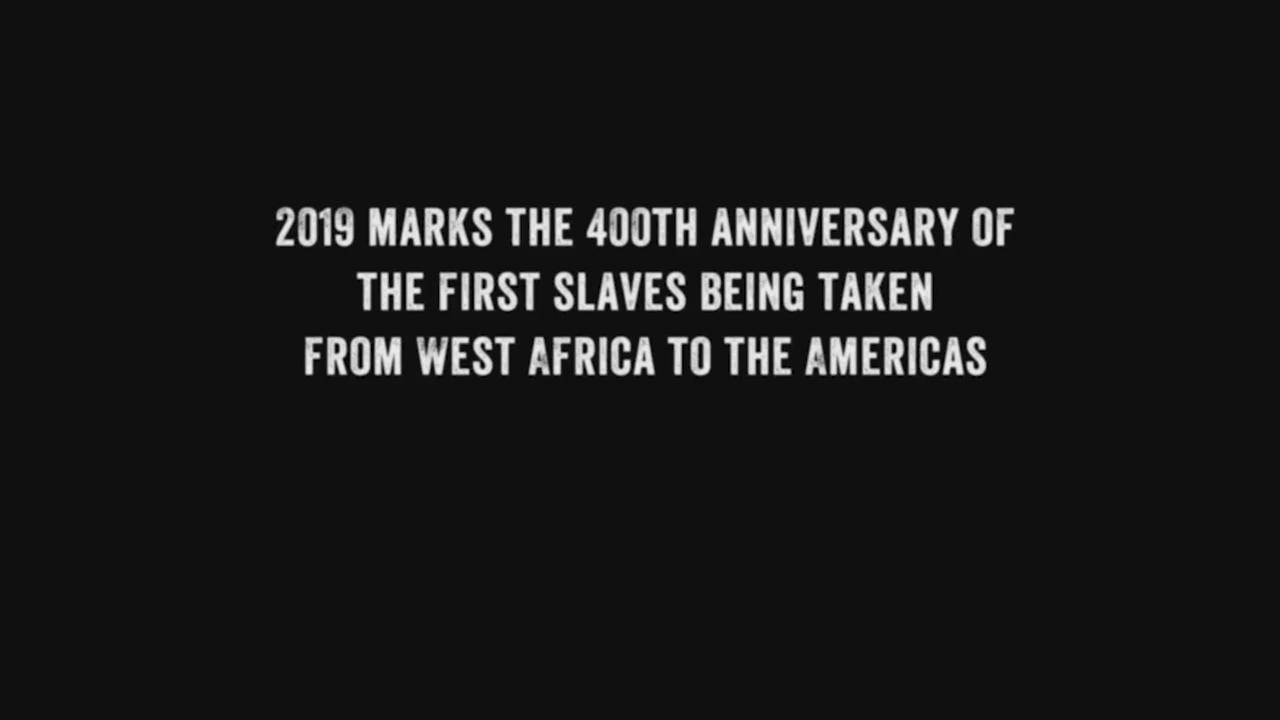 2019 MARKS THE 400TH ANNIVERSARY OF
THE FIRST SLAVES BEING TAKEN
FROM WEST AFRICA TO THE AMERICAS